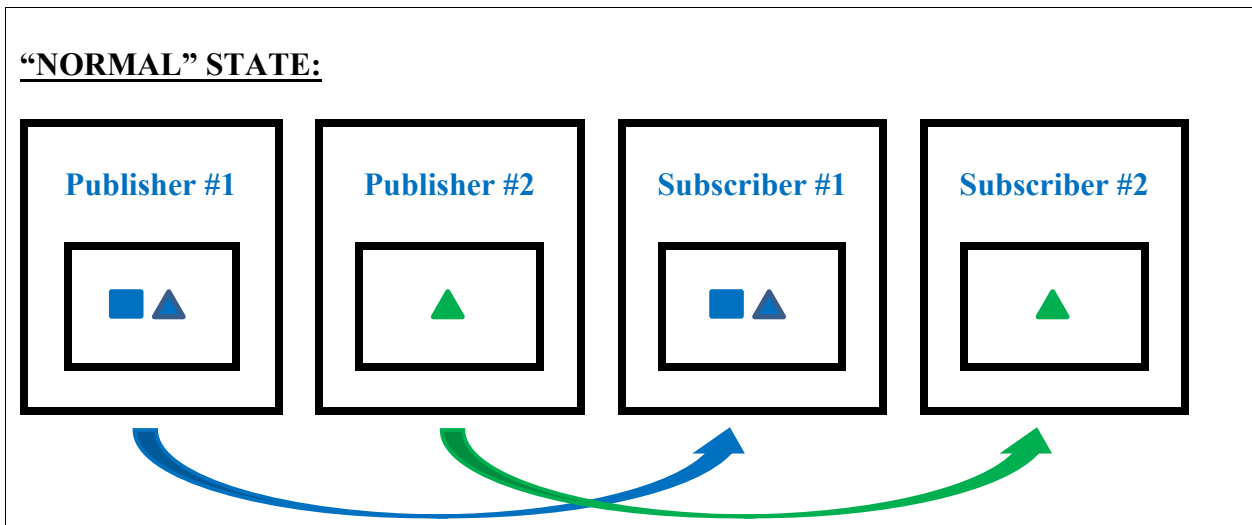 “NORMAL” STATE:
Publisher #1
Publisher #2
Subscriber #1
Subscriber #2